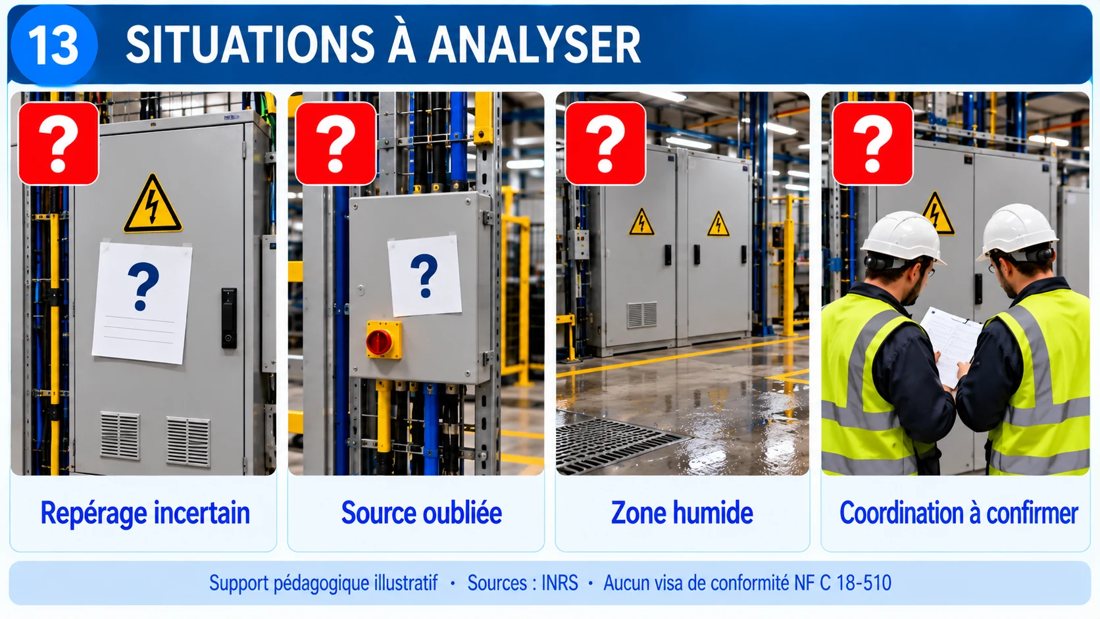 13
SITUATIONS À ANALYSER
?
?
?
?
?
?
Repérage incertain
Source oubliée
Zone humide
Coordination à confirmer
Support pédagogique illustratif • Sources : INRS • Aucun visa de conformité NF C 18-510